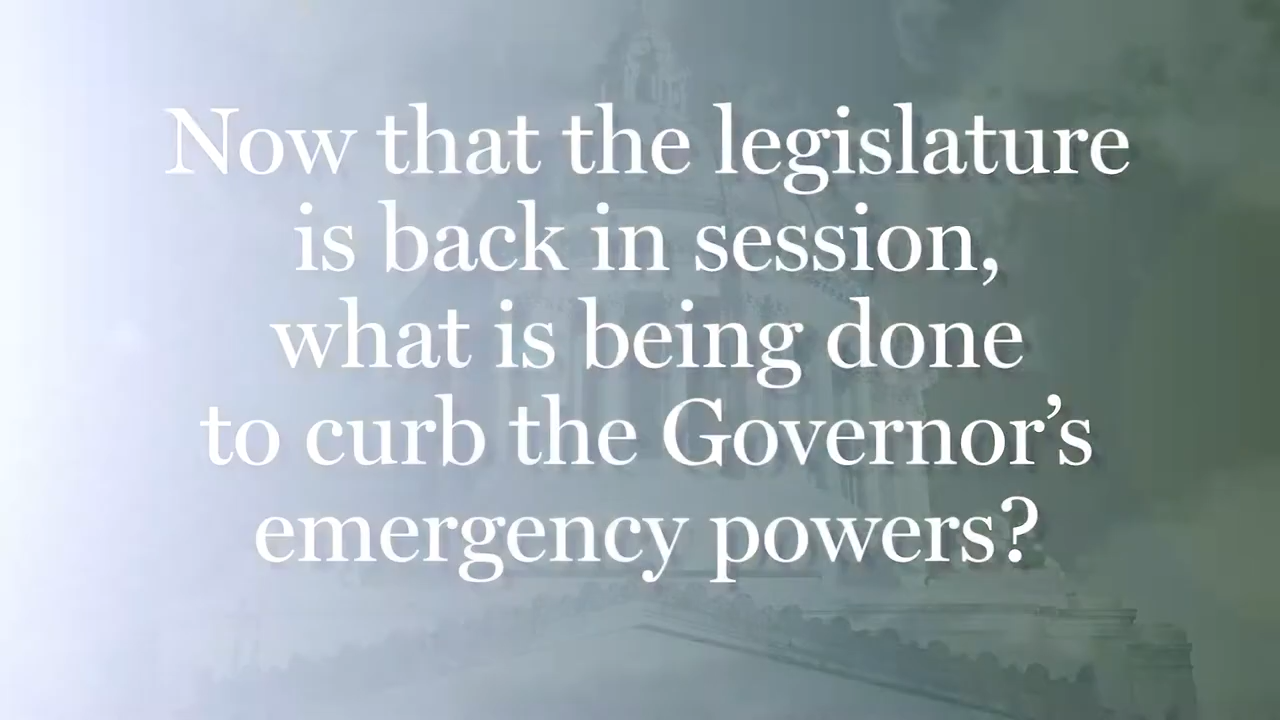 Now that the legislature
is back in session,
what is being done
to curb the Governor’s
emergency powers?